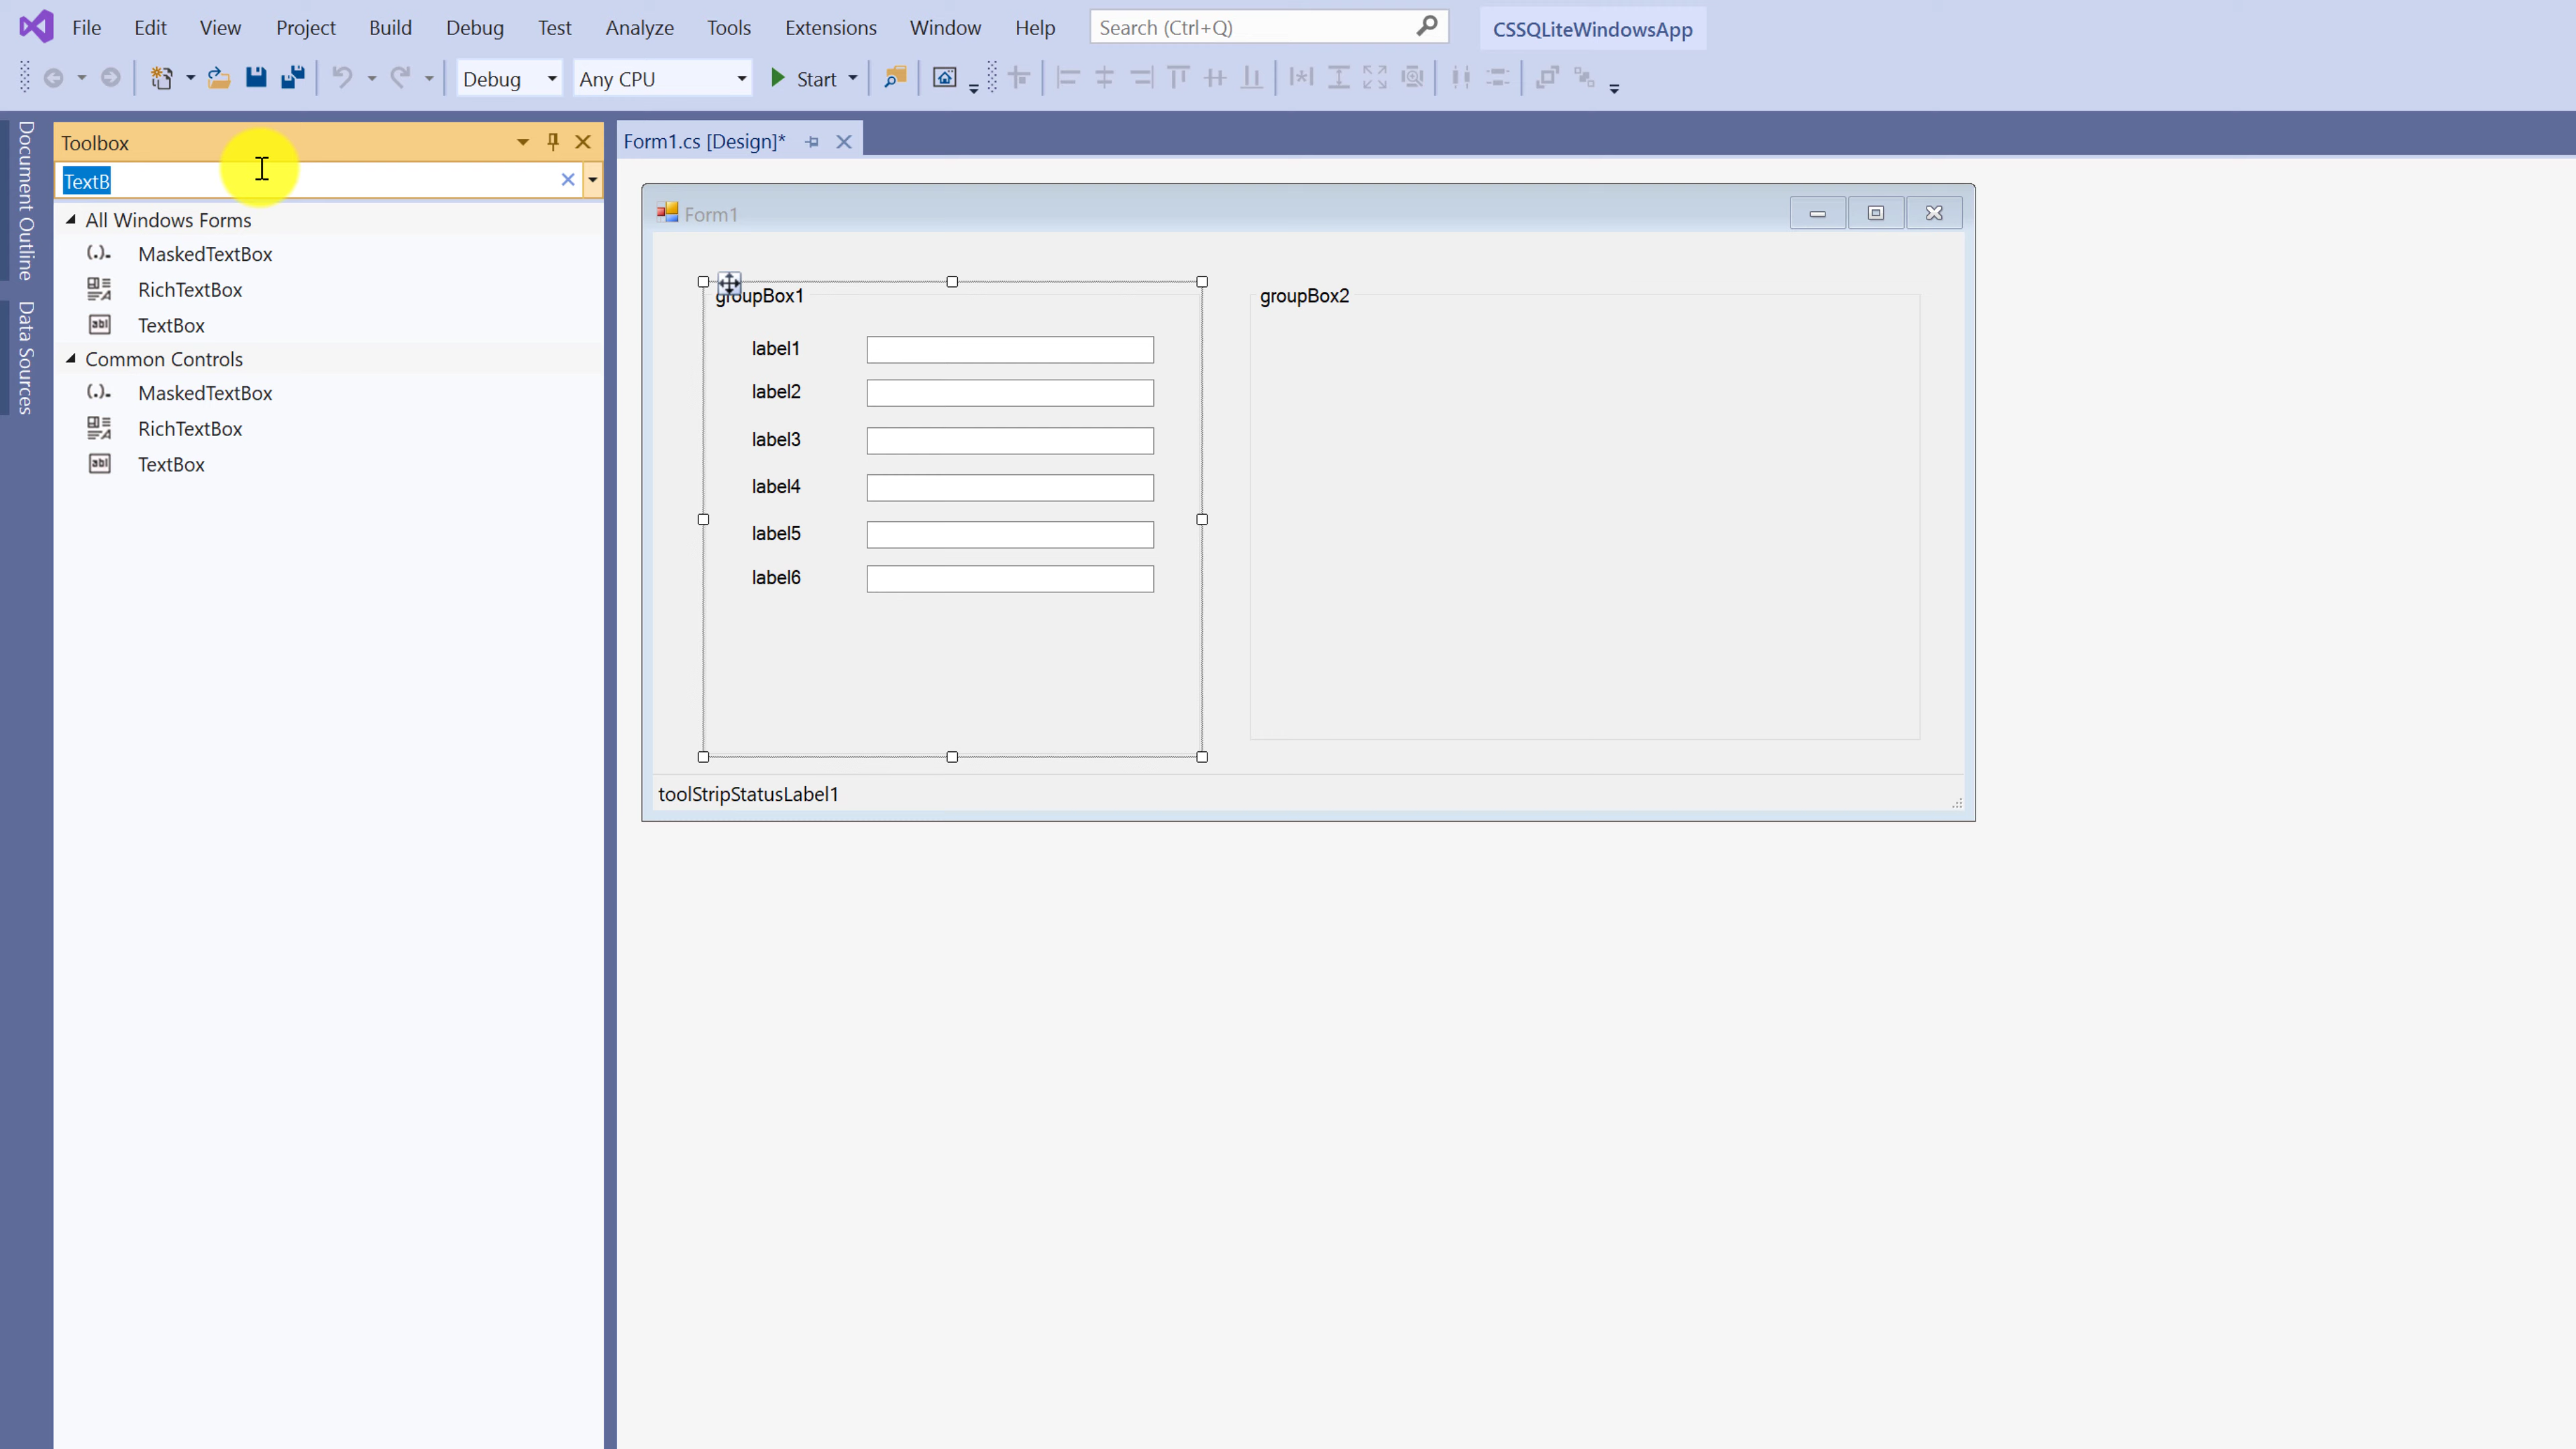 File Edit View Project Build Debug Test Analyze Tools Extensions Window Help Search (Ctrl+Q) CSSQLiteWindowsApp
Debug Any CPU Start
Document Outline
Data Sources
Toolbox
TextB
All Windows Forms
MaskedTextBox
RichTextBox
TextBox
Common Controls
MaskedTextBox
RichTextBox
TextBox
Form1.cs [Design]*
Form1
groupBox1
label1
label2
label3
label4
label5
label6
groupBox2
toolStripStatusLabel1